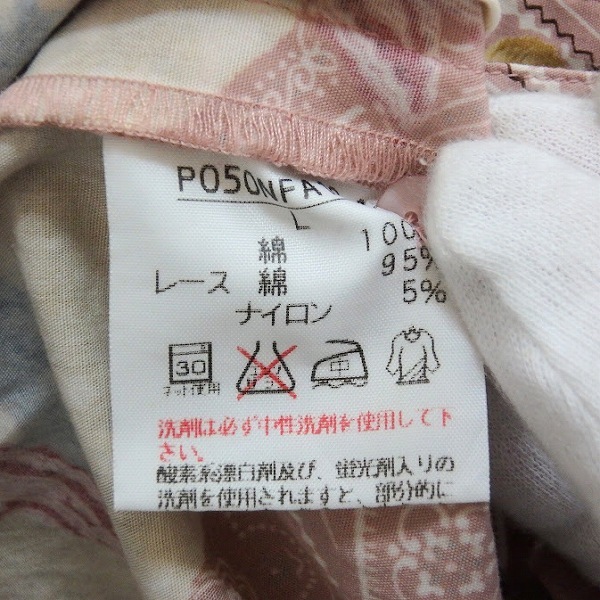 PO50NFA
L
綿 100
レース 綿 95%
ナイロン 5%
30
ネット使用
洗剤は必ず中性洗剤を使用して下
さい。
酸素系漂白剤及び、蛍光剤入りの
洗剤を使用されますと、部分的に